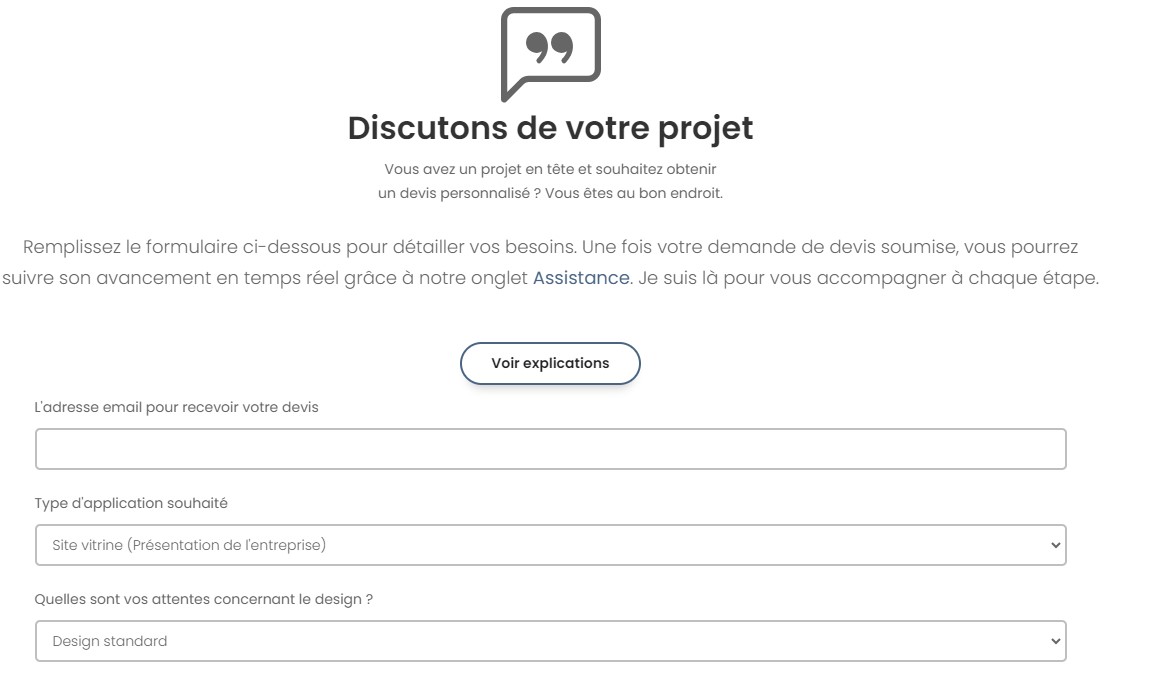 Discutons de votre projet
Vous avez un projet en tête et souhaitez obtenir
un devis personnalisé ? Vous êtes au bon endroit.
Remplissez le formulaire ci-dessous pour détailler vos besoins. Une fois votre demande de devis soumise, vous pourrez
suivre son avancement en temps réel grâce à notre onglet Assistance. Je suis là pour vous accompagner à chaque étape.
Voir explications
L'adresse email pour recevoir votre devis
Type d'application souhaité
Site vitrine (Présentation de l'entreprise)
Quelles sont vos attentes concernant le design ?
Design standard